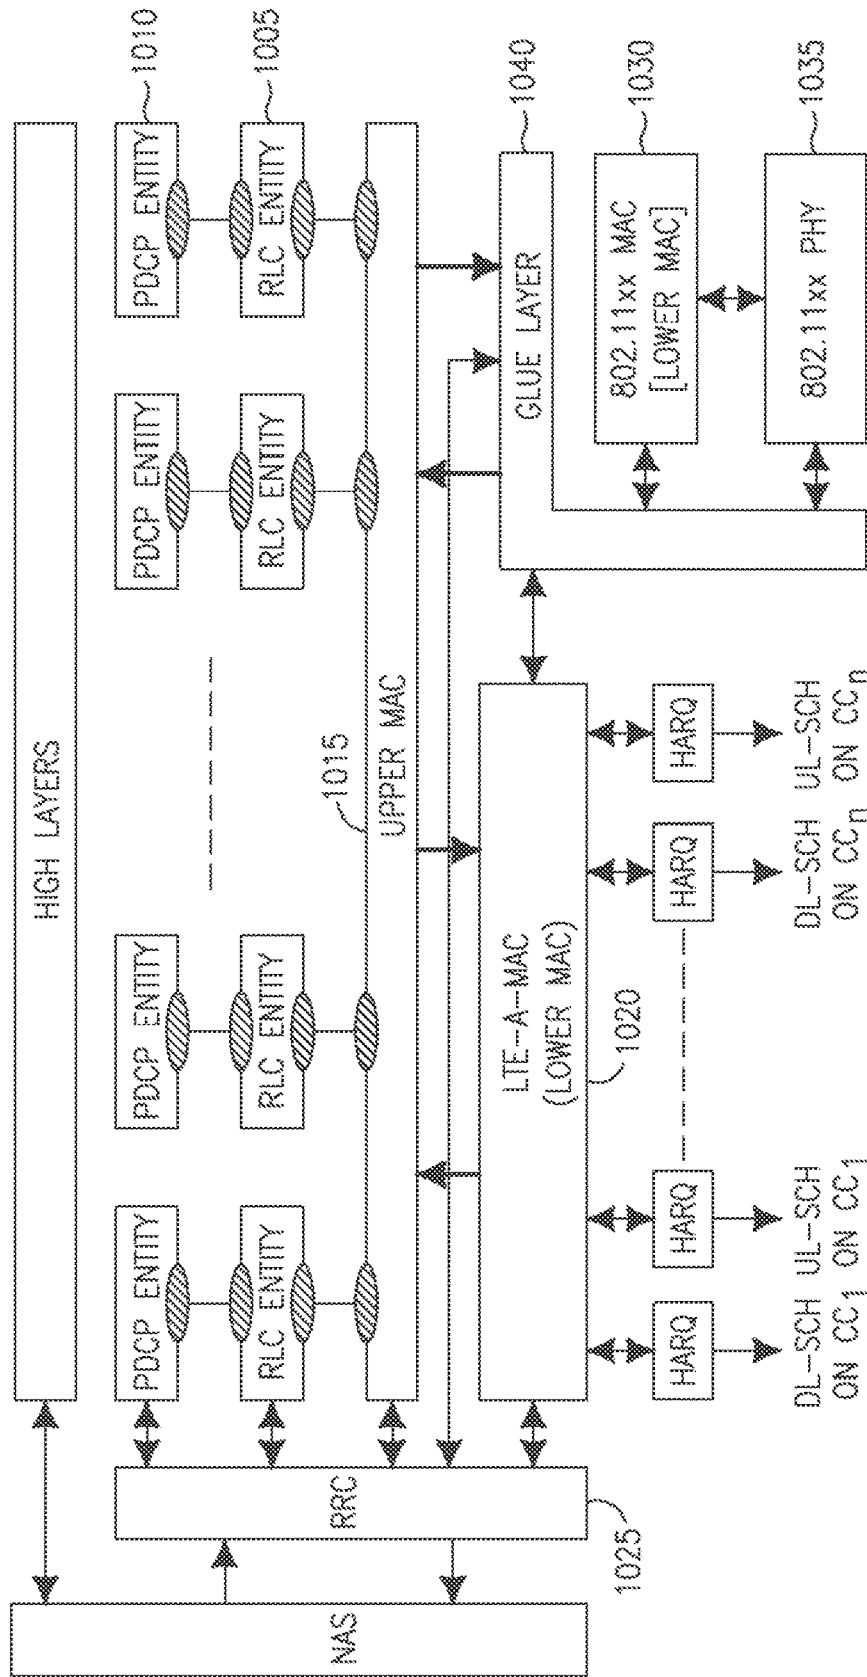 HIGH LAYERS
NAS
RRC
1025
PDCP ENTITY
PDCP ENTITY
PDCP ENTITY
PDCP ENTITY
1010
RLC ENTITY
RLC ENTITY
RLC ENTITY
RLC ENTITY
1005
1015
UPPER MAC
LTE-A-MAC
(LOWER MAC)
1020
GLUE LAYER
1040
802.11xx MAC
[LOWER MAC]
1030
802.11xx PHY
1035
HARQ
HARQ
HARQ
HARQ
DL-SCH
ON CC1
UL-SCH
ON CC1
DL-SCH
ON CCn
UL-SCH
ON CCn